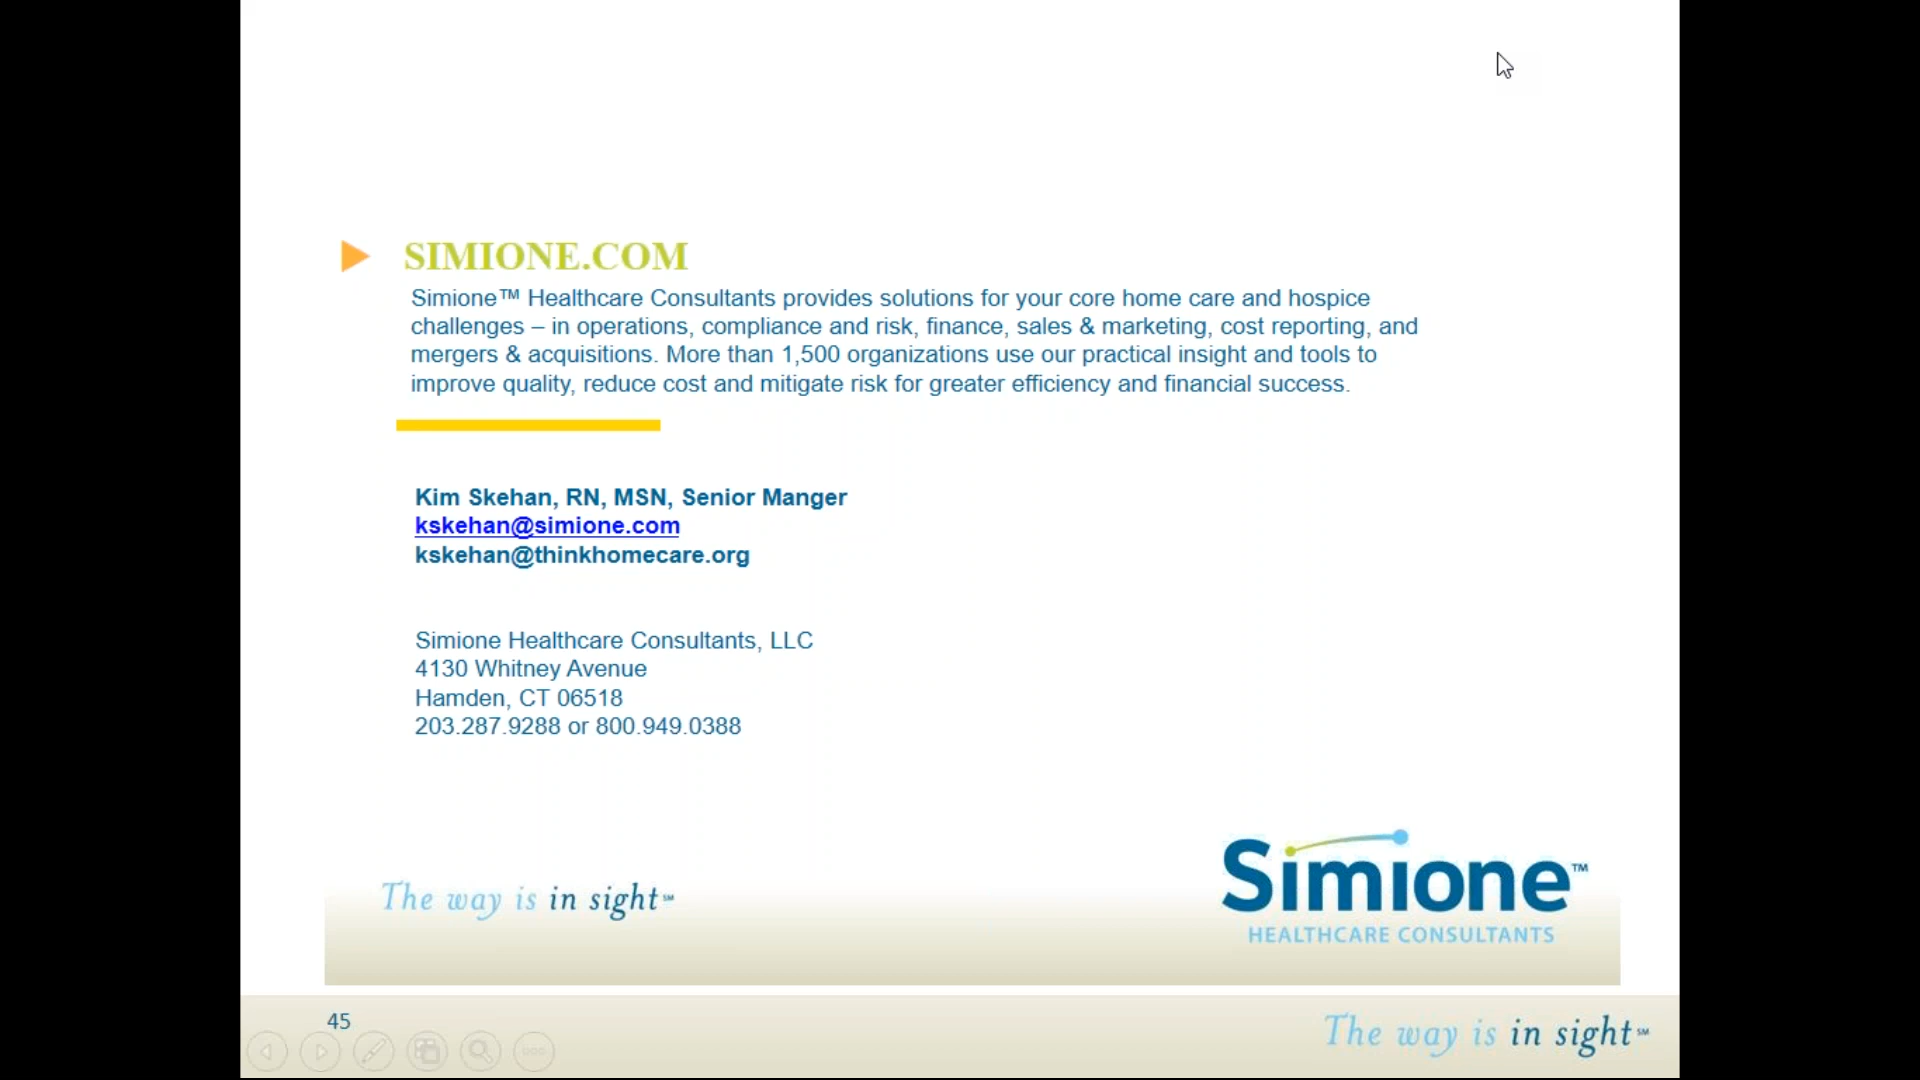 SIMIONE.COM
Simione™ Healthcare Consultants provides solutions for your core home care and hospice
challenges – in operations, compliance and risk, finance, sales & marketing, cost reporting, and
mergers & acquisitions. More than 1,500 organizations use our practical insight and tools to
improve quality, reduce cost and mitigate risk for greater efficiency and financial success.
Kim Skehan, RN, MSN, Senior Manger
kskehan@simione.com
kskehan@thinkhomecare.org
Simione Healthcare Consultants, LLC
4130 Whitney Avenue
Hamden, CT 06518
203.287.9288 or 800.949.0388
The way is in sight℠
Simione™
HEALTHCARE CONSULTANTS
45
The way is in sight℠